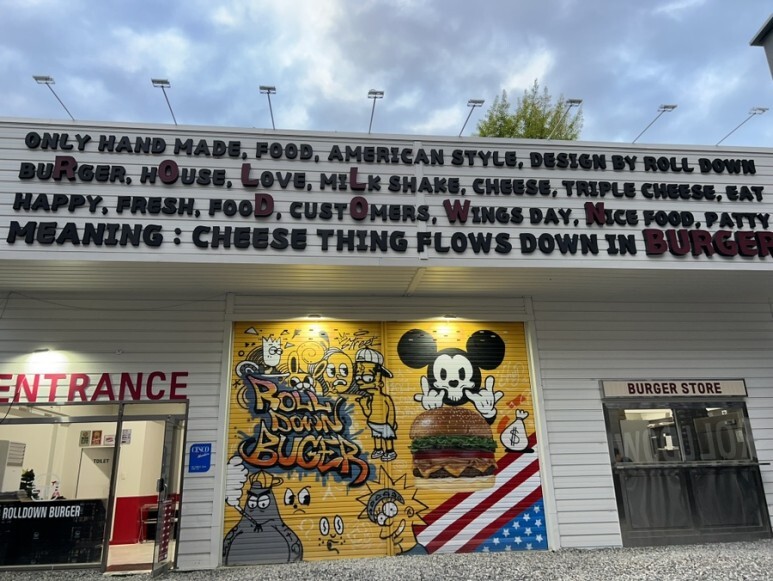 ONLY HAND MADE, FOOD, AMERICAN STYLE, DESIGN BY ROLL DOWN
BURGER, HOUSE, LOVE, MILK SHAKE, CHEESE, TRIPLE CHEESE, EAT
HAPPY, FRESH, FOOD, CUSTOMERS, WINGS DAY, NICE FOOD, PATTY
MEANING : CHEESE THING FLOWS DOWN IN BURGER
ENTRANCE
BURGER STORE
ROLL
DOWN
BUGER
TOILET
CESCO
ROLLDOWN BURGER